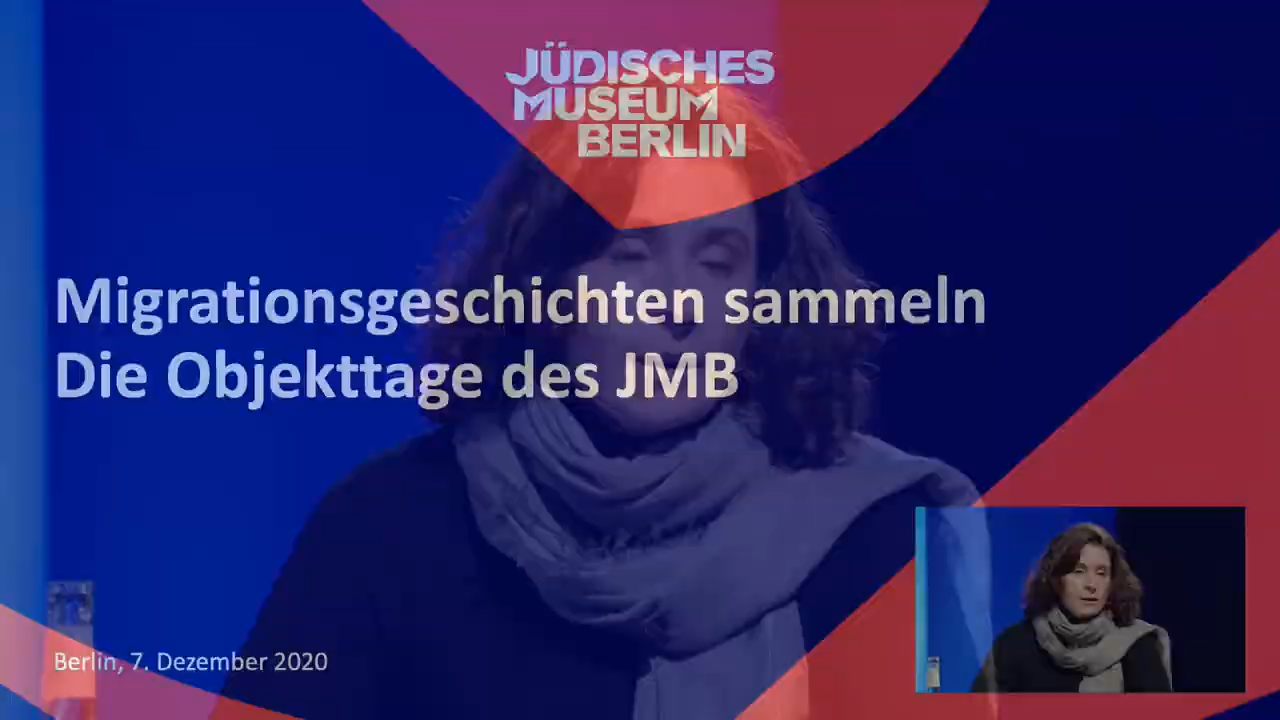 JÜDISCHES
MUSEUM
BERLIN
Migrationsgeschichten sammeln
Die Objekttage des JMB
Berlin, 7. Dezember 2020